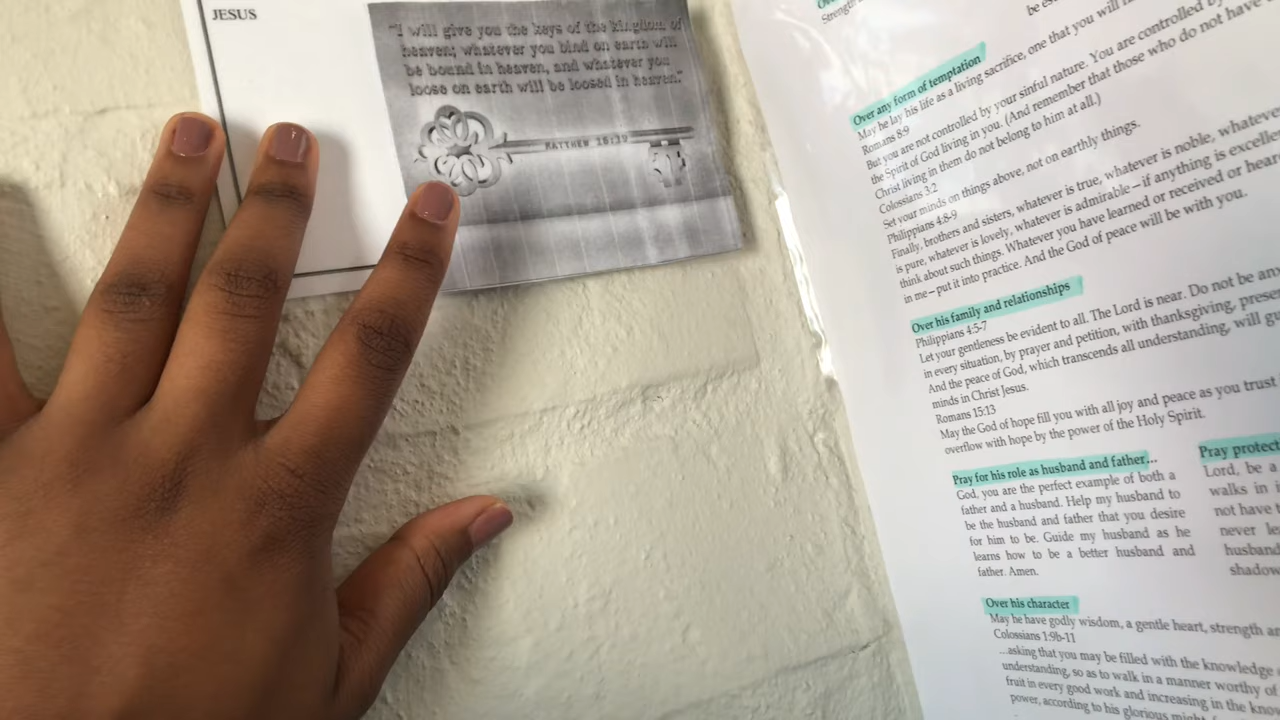 JESUS
"I will give you the keys of the kingdom of
heaven; whatever you bind on earth will
be bound in heaven, and whatever you
loose on earth will be loosed in heaven."
MATTHEW 16:19
Strength
be
Over any form of temptation
May he lay his life as a living sacrifice, one that you will
Romans 8:9
But you are not controlled by your sinful nature. You are controlled by
the Spirit of God living in you. (And remember that those who do not have
Christ living in them do not belong to him at all.)
Colossians 3:2
Set your minds on things above, not on earthly things.
Philippians 4:8-9
Finally, brothers and sisters, whatever is true, whatever is noble, whatever
is pure, whatever is lovely, whatever is admirable—if anything is excelle
think about such things. Whatever you have learned or received or hear
in me—put it into practice. And the God of peace will be with you.
Over his family and relationships
Philippians 4:5-7
Let your gentleness be evident to all. The Lord is near. Do not be anx
in every situation, by prayer and petition, with thanksgiving, prese
And the peace of God, which transcends all understanding, will gu
minds in Christ Jesus.
Romans 15:13
May the God of hope fill you with all joy and peace as you trust
overflow with hope by the power of the Holy Spirit.
Pray for his role as husband and father...
God, you are the perfect example of both a
father and a husband. Help my husband to
be the husband and father that you desire
for him to be. Guide my husband as he
learns how to be a better husband and
father. Amen.
Pray protect
Lord, be a
walks in
not have
never
husband
shadow
Over his character
May he have godly wisdom, a gentle heart, strength
Colossians 1:9b-11
...asking that you may be filled with the knowledge
understanding, so as to walk in a manner worthy of
fruit in every good work and increasing in the know
power, according to his glorious might